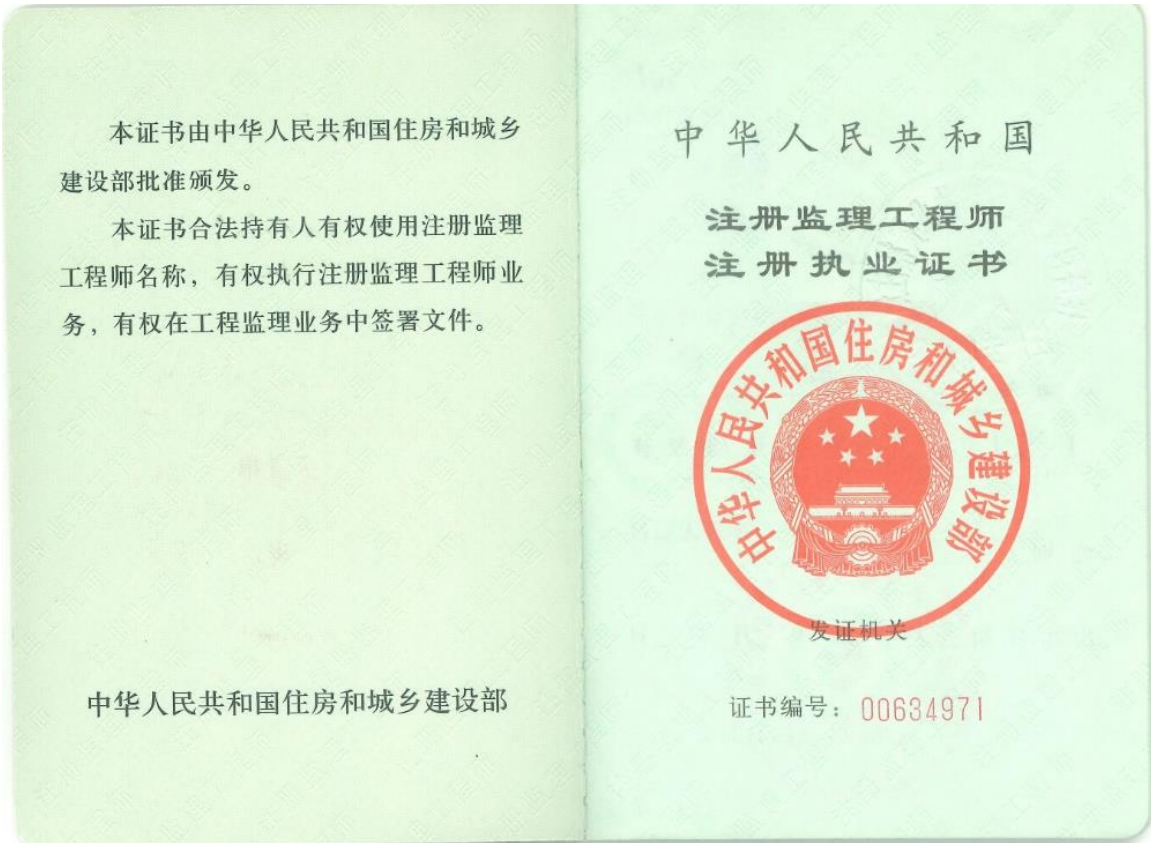 本证书由中华人民共和国住房和城乡
建设部批准颁发。
本证书合法持有人有权使用注册监理
工程师名称，有权执行注册监理工程师业
务，有权在工程监理业务中签署文件。
中华人民共和国住房和城乡建设部
中华人民共和国
注册监理工程师
注册执业证书
中华人民共和国住房和城乡建设部
发证机关
证书编号：00634971